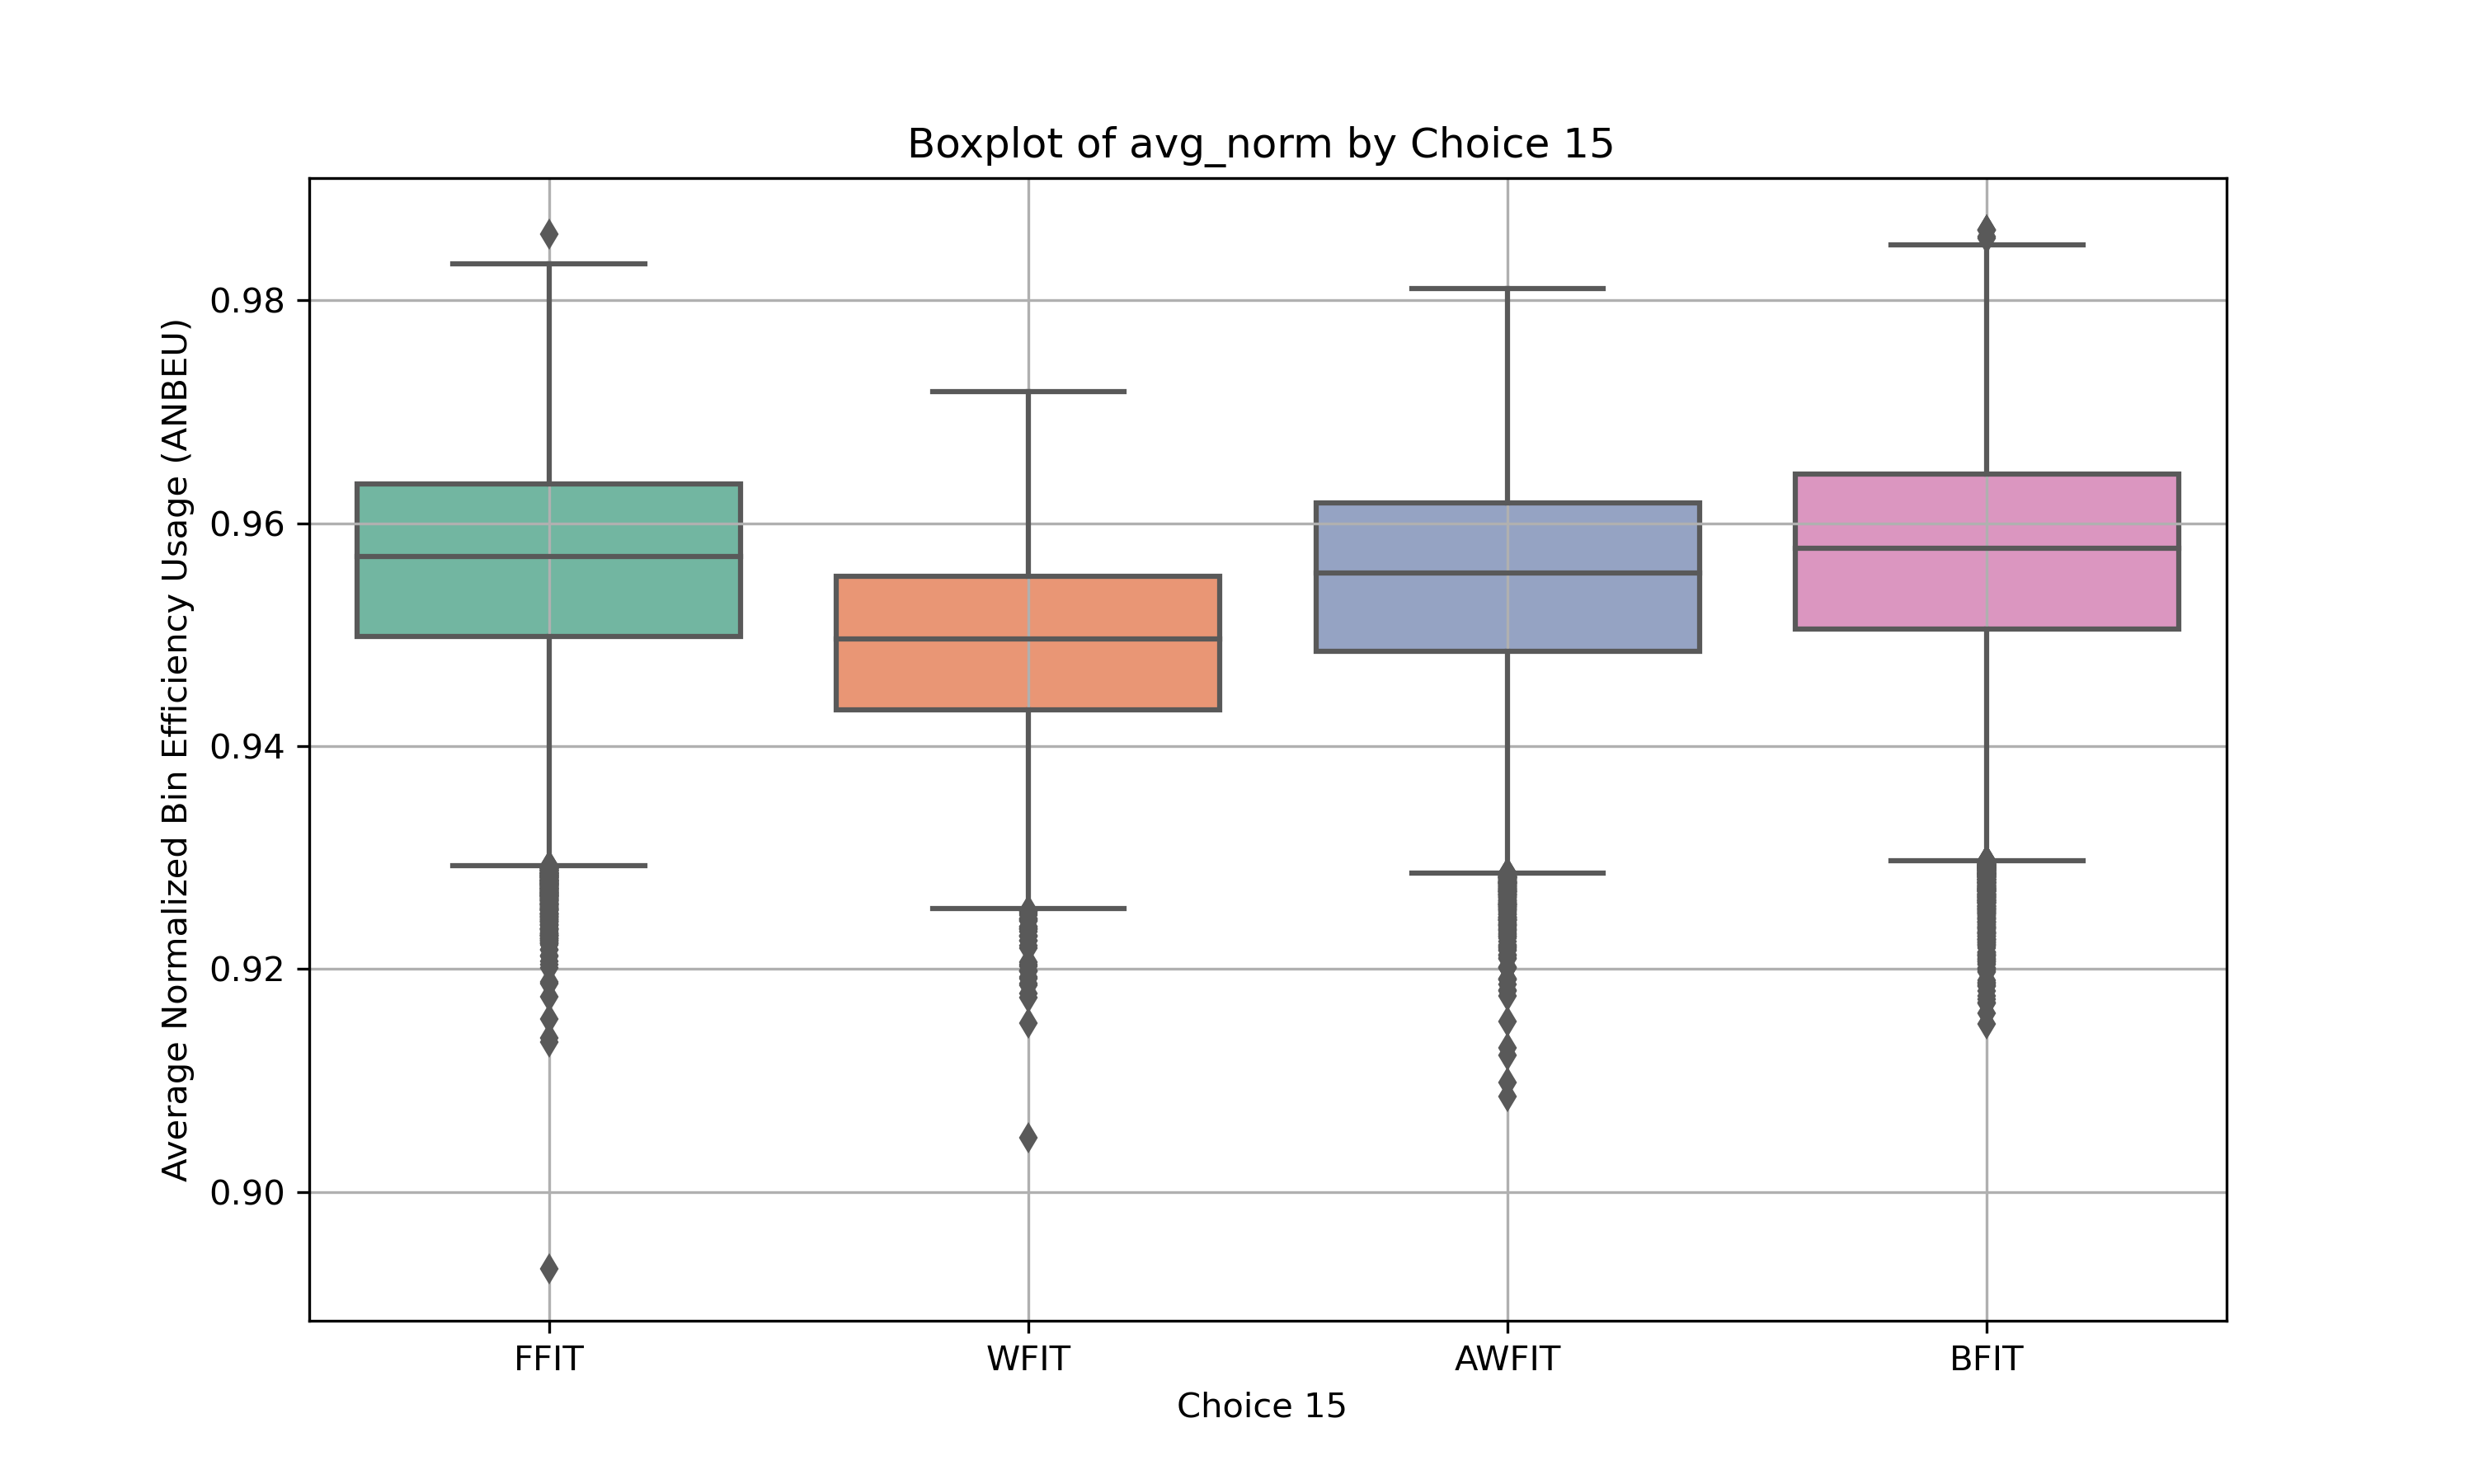 Boxplot of avg_norm by Choice 15
Average Normalized Bin Efficiency Usage (ANBEU)
0.98
0.96
0.94
0.92
0.90
FFIT WFIT AWFIT BFIT
Choice 15